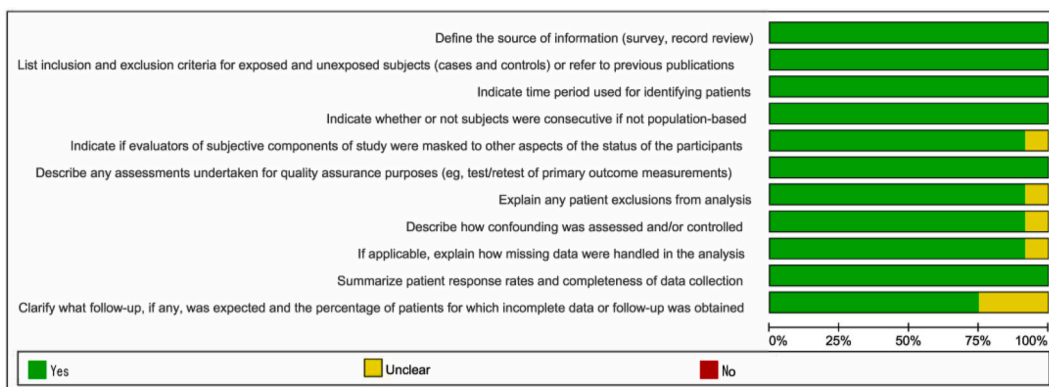 Define the source of information (survey, record review)
List inclusion and exclusion criteria for exposed and unexposed subjects (cases and controls) or refer to previous publications
Indicate time period used for identifying patients
Indicate whether or not subjects were consecutive if not population-based
Indicate if evaluators of subjective components of study were masked to other aspects of the status of the participants
Describe any assessments undertaken for quality assurance purposes (eg, test/retest of primary outcome measurements)
Explain any patient exclusions from analysis
Describe how confounding was assessed and/or controlled
If applicable, explain how missing data were handled in the analysis
Summarize patient response rates and completeness of data collection
Clarify what follow-up, if any, was expected and the percentage of patients for which incomplete data or follow-up was obtained
0% 25% 50% 75% 100%
Yes Unclear No